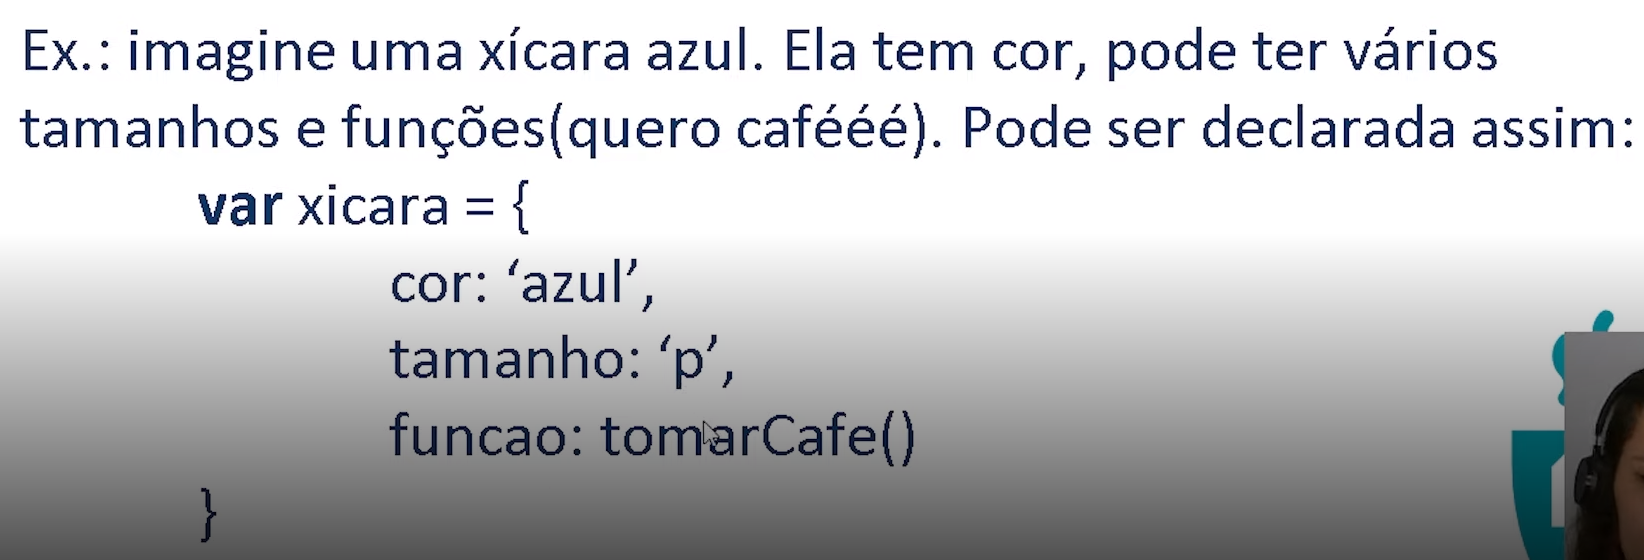 Ex.: imagine uma xícara azul. Ela tem cor, pode ter vários
tamanhos e funções(quero cafééé). Pode ser declarada assim:
var xicara = {
cor: ‘azul’,
tamanho: ‘p’,
funcao: tomarCafe()
}